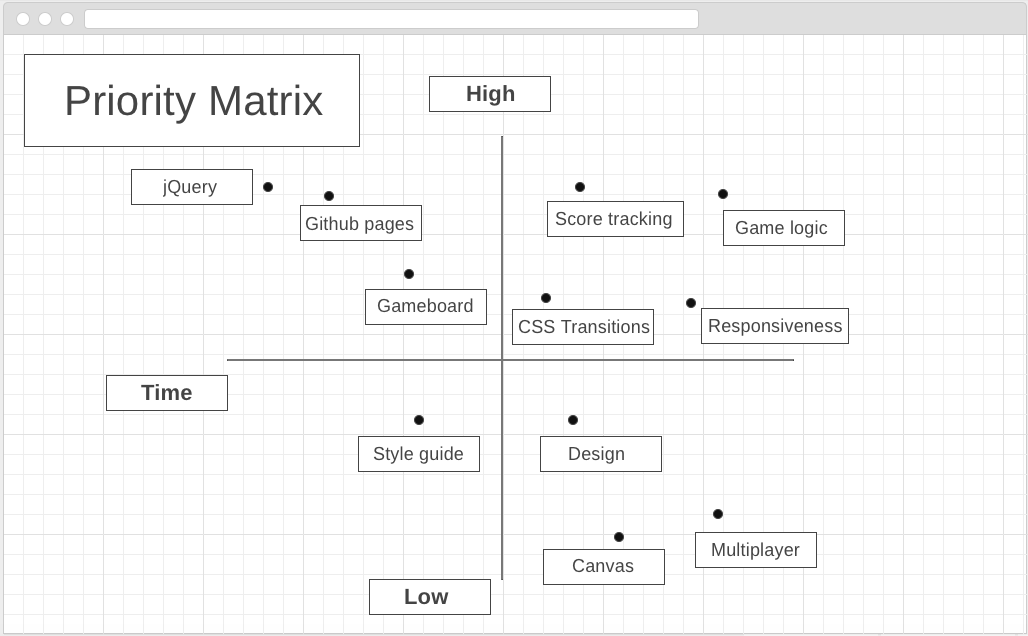 Priority Matrix
High
jQuery
Github pages
Score tracking
Game logic
Gameboard
CSS Transitions
Responsiveness
Time
Style guide
Design
Canvas
Multiplayer
Low